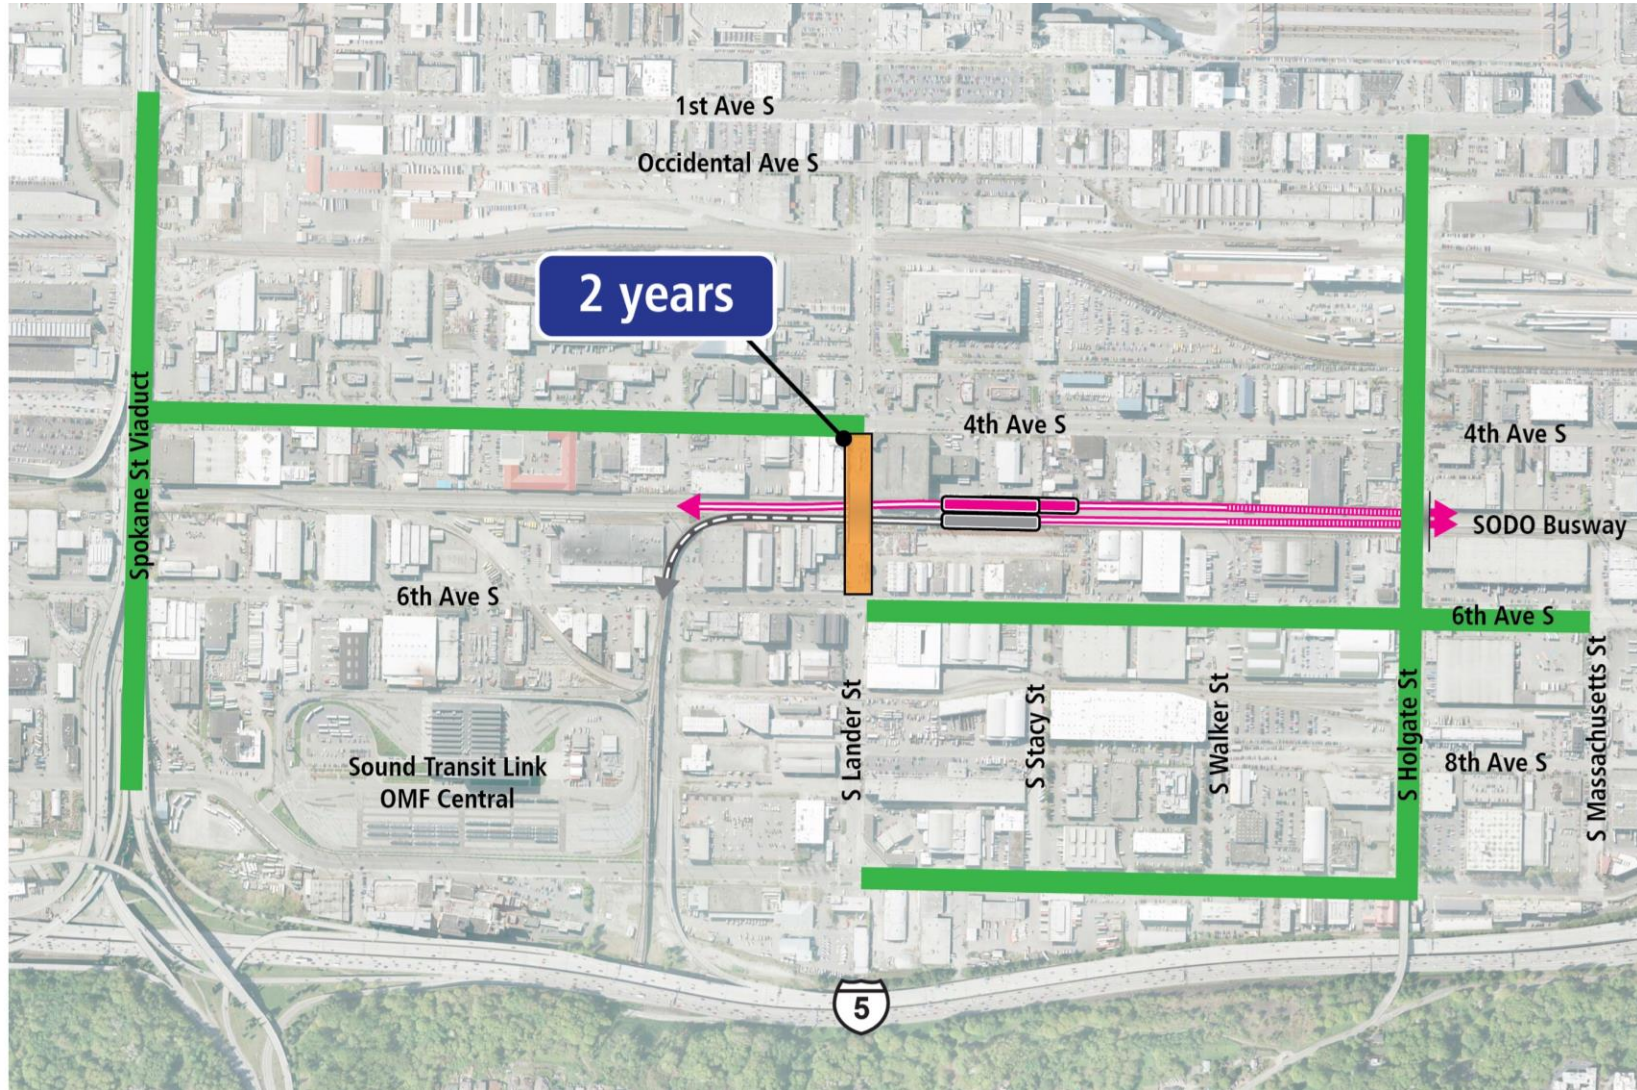 1st Ave S
Occidental Ave S
2 years
Spokane St Viaduct
4th Ave S
4th Ave S
SODO Busway
6th Ave S
6th Ave S
S Lander St
S Stacy St
S Walker St
S Holgate St
S Massachusetts St
8th Ave S
Sound Transit Link
OMF Central
5